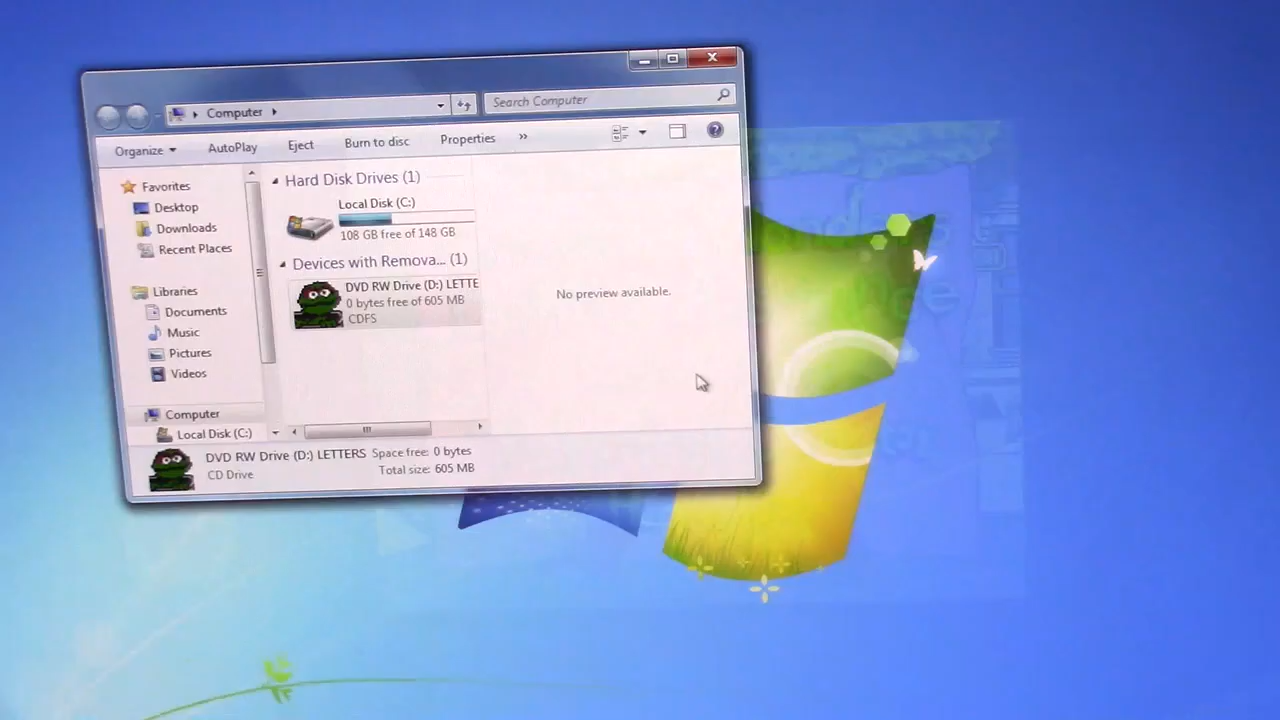 Computer
Search Computer
Organize
AutoPlay
Eject
Burn to disc
Properties
»
Favorites
Desktop
Downloads
Recent Places
Libraries
Documents
Music
Pictures
Videos
Computer
Local Disk (C:)
Hard Disk Drives (1)
Local Disk (C:)
108 GB free of 148 GB
Devices with Remova... (1)
DVD RW Drive (D:) LETTE
0 bytes free of 605 MB
CDFS
No preview available.
DVD RW Drive (D:) LETTERS Space free: 0 bytes
CD Drive Total size: 605 MB